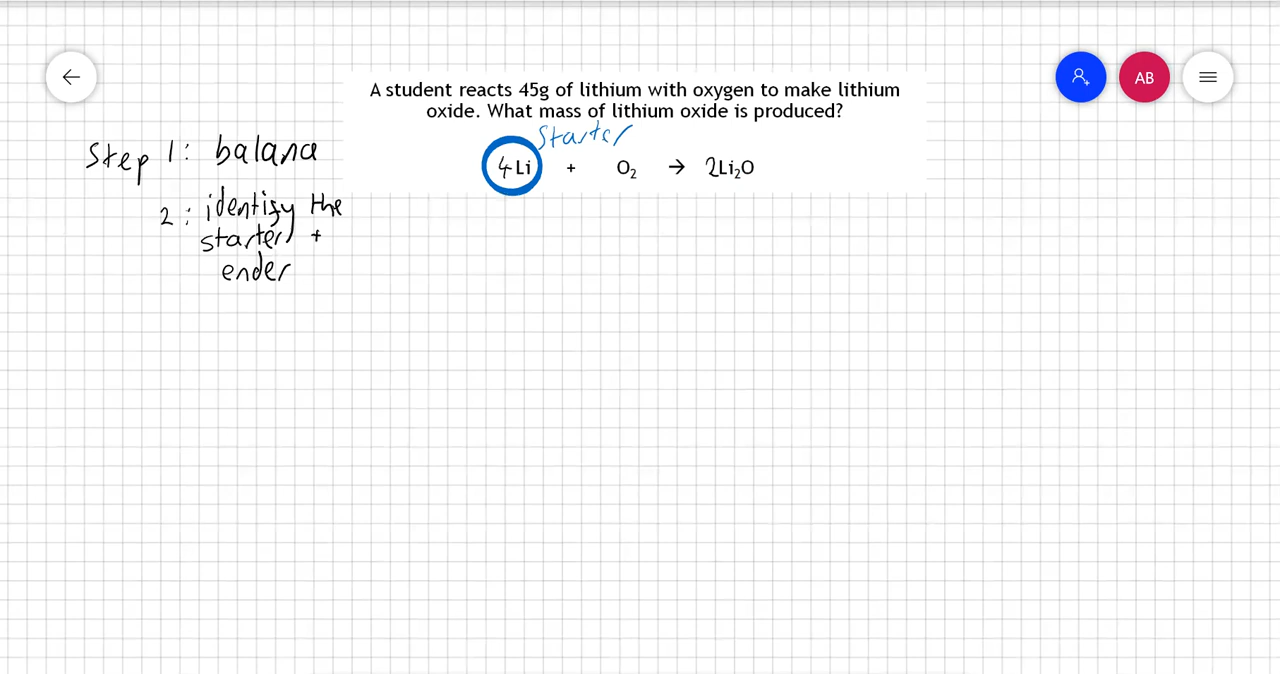 AB
A student reacts 45g of lithium with oxygen to make lithium
oxide. What mass of lithium oxide is produced?
Starter
4Li + O₂ → 2Li₂O
Step 1: balance
2: identify the
starter +
ender